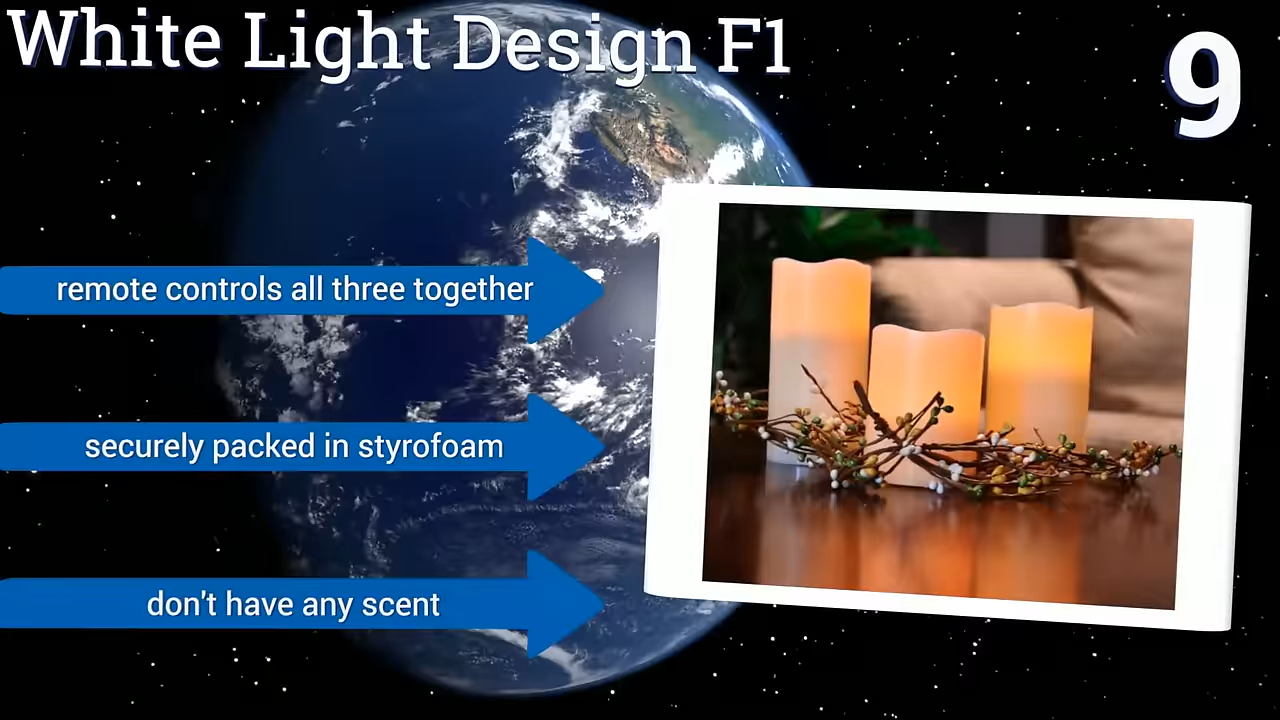 White Light Design F1
9
remote controls all three together
securely packed in styrofoam
don't have any scent